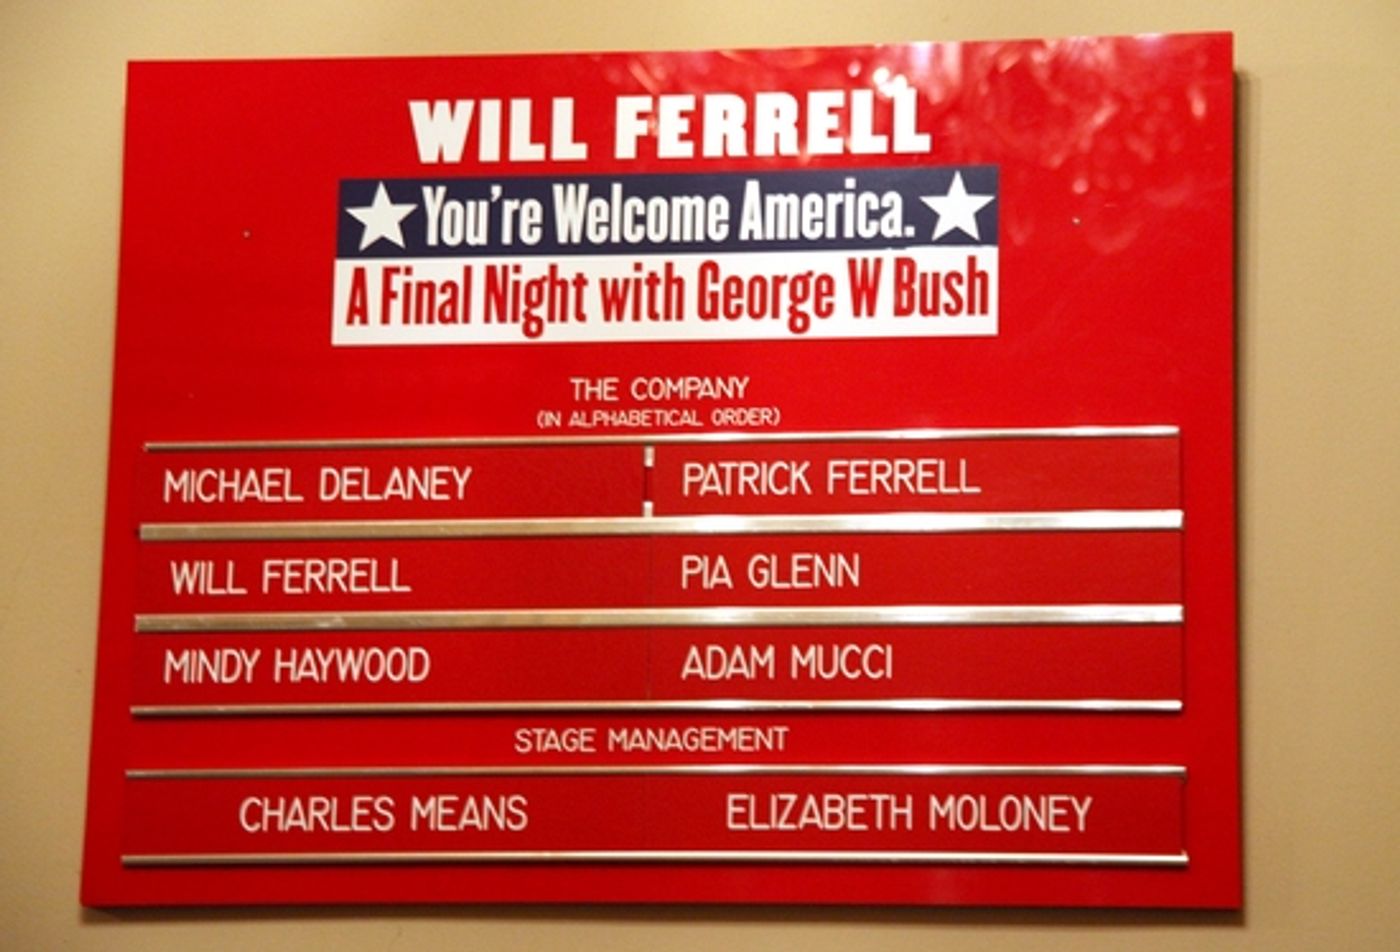 WILL FERRELL
You're Welcome America.
A Final Night with George W Bush
THE COMPANY
(IN ALPHABETICAL ORDER)
MICHAEL DELANEY PATRICK FERRELL
WILL FERRELL PIA GLENN
MINDY HAYWOOD ADAM MUCCI
STAGE MANAGEMENT
CHARLES MEANS ELIZABETH MOLONEY